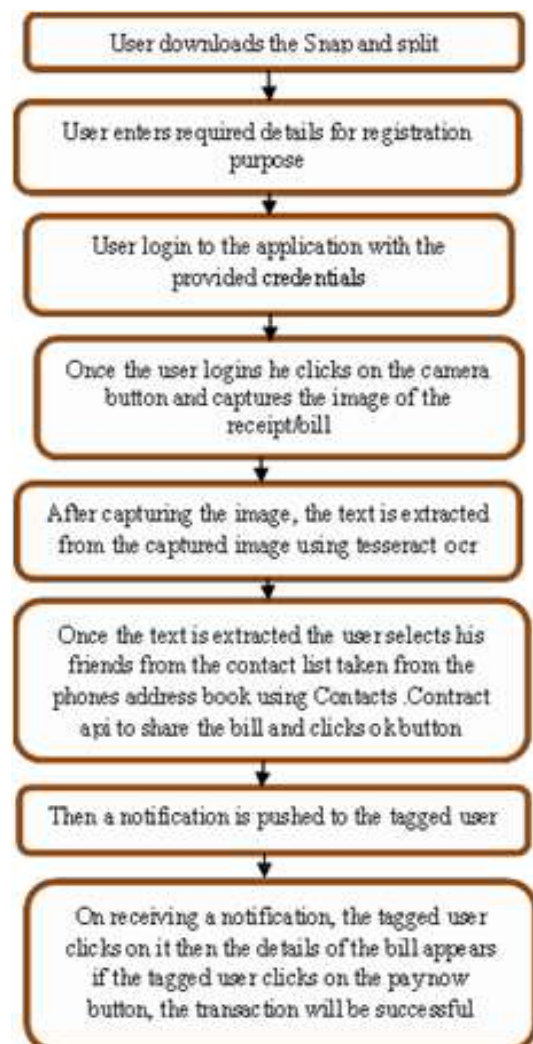 User downloads the Snap and split
User enters required details for registration
purpose
User login to the application with the
provided credentials
Once the user logins he clicks on the camera
button and captures the image of the
receipt/bill
After capturing the image, the text is extracted
from the captured image using tesseract ocr
Once the text is extracted the user selects his
friends from the contact list taken from the
phones address book using Contacts .Contract
api to share the bill and clicks ok button
Then a notification is pushed to the tagged user
On receiving a notification, the tagged user
clicks on it then the details of the bill appears
if the tagged user clicks on the paynow
button, the transaction will be successful